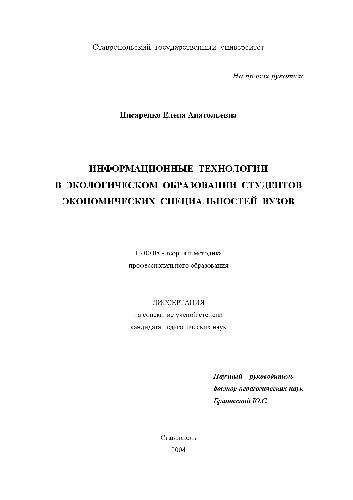 Ставропольский государственный университет
На правах рукописи
Писаренко Елена Анатольевна
ИНФОРМАЦИОННЫЕ ТЕХНОЛОГИИ
В ЭКОЛОГИЧЕСКОМ ОБРАЗОВАНИИ СТУДЕНТОВ
ЭКОНОМИЧЕСКИХ СПЕЦИАЛЬНОСТЕЙ ВУЗОВ
13.00.08 - теория и методика
профессионального образования
ДИССЕРТАЦИЯ
на соискание ученой степени
кандидата педагогических наук
Научный руководитель
доктор педагогических наук
Ю.С.
Ставрополь
2004